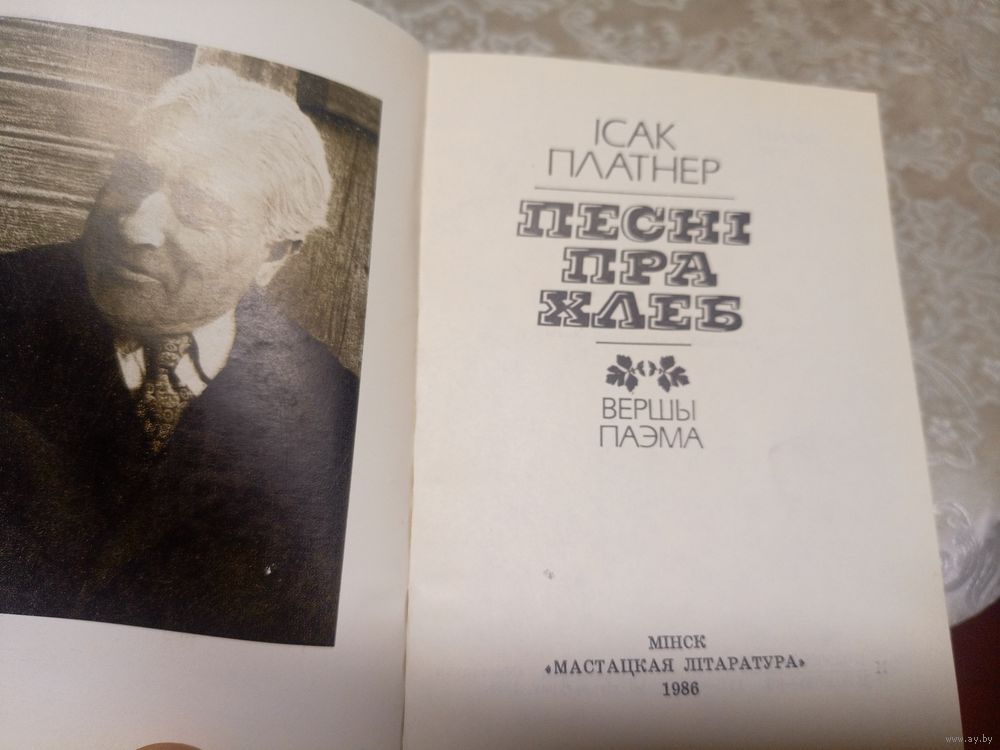 ІСАК
ПЛАТНЕР
ПЕСНІ
ПРА
ХЛЕБ
ВЕРШЫ
ПАЭМА
МІНСК
«МАСТАЦКАЯ ЛІТАРАТУРА»
1986
www.ay.by